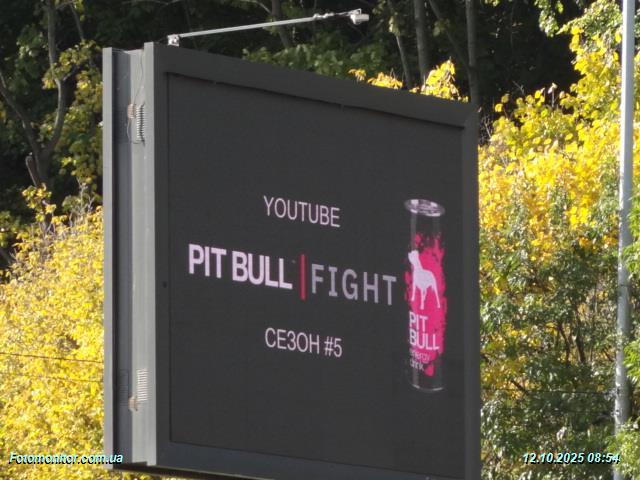 YOUTUBE
PIT BULL | FIGHT
СЕЗОН #5
PIT
BULL
energy
drink
Fotomonitor.com.ua
12.10.2025 08:54